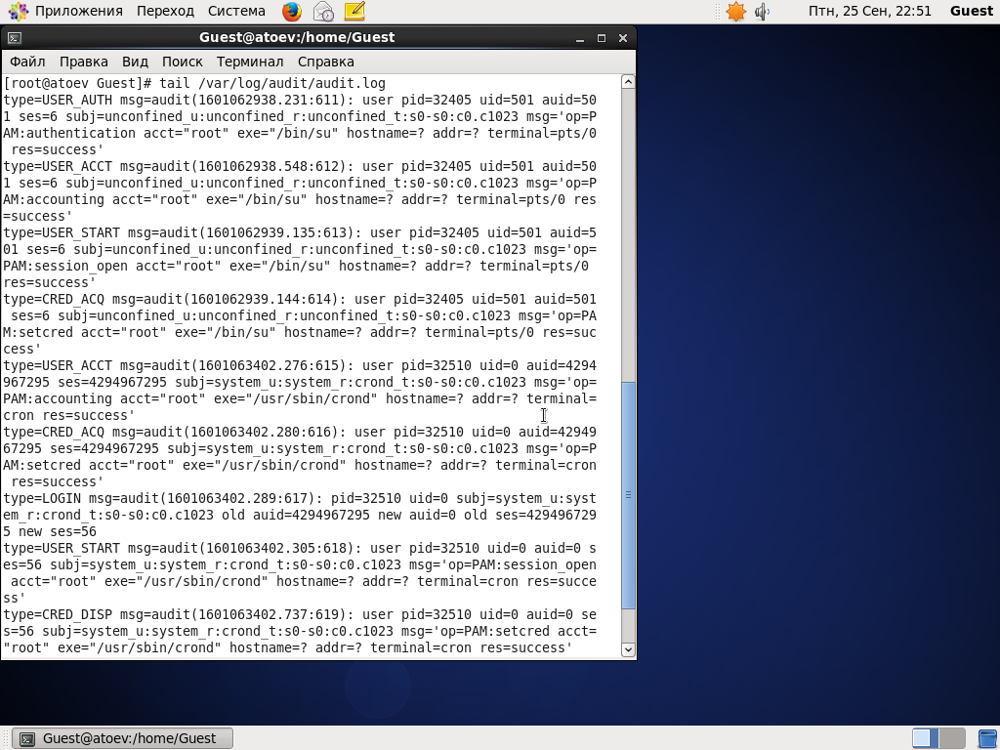 Приложения Переход Система Птн, 25 Сен, 22:51 Guest
Guest@atoev:/home/Guest
Файл Правка Вид Поиск Терминал Справка
[root@atoev Guest]# tail /var/log/audit/audit.log
type=USER_AUTH msg=audit(1601062938.231:611): user pid=32405 uid=501 auid=50
1 ses=6 subj=unconfined_u:unconfined_r:unconfined_t:s0-s0:c0.c1023 msg='op=P
AM:authentication acct="root" exe="/bin/su" hostname=? addr=? terminal=pts/0
 res=success'
type=USER_ACCT msg=audit(1601062938.548:612): user pid=32405 uid=501 auid=50
1 ses=6 subj=unconfined_u:unconfined_r:unconfined_t:s0-s0:c0.c1023 msg='op=P
AM:accounting acct="root" exe="/bin/su" hostname=? addr=? terminal=pts/0 res
=success'
type=USER_START msg=audit(1601062939.135:613): user pid=32405 uid=501 auid=5
01 ses=6 subj=unconfined_u:unconfined_r:unconfined_t:s0-s0:c0.c1023 msg='op=
PAM:session_open acct="root" exe="/bin/su" hostname=? addr=? terminal=pts/0
res=success'
type=CRED_ACQ msg=audit(1601062939.144:614): user pid=32405 uid=501 auid=501
 ses=6 subj=unconfined_u:unconfined_r:unconfined_t:s0-s0:c0.c1023 msg='op=PA
M:setcred acct="root" exe="/bin/su" hostname=? addr=? terminal=pts/0 res=suc
cess'
type=USER_ACCT msg=audit(1601063402.276:615): user pid=32510 uid=0 auid=4294
967295 ses=4294967295 subj=system_u:system_r:crond_t:s0-s0:c0.c1023 msg='op=
PAM:accounting acct="root" exe="/usr/sbin/crond" hostname=? addr=? terminal=
cron res=success'
type=CRED_ACQ msg=audit(1601063402.280:616): user pid=32510 uid=0 auid=42949
67295 ses=4294967295 subj=system_u:system_r:crond_t:s0-s0:c0.c1023 msg='op=P
AM:setcred acct="root" exe="/usr/sbin/crond" hostname=? addr=? terminal=cron
 res=success'
type=LOGIN msg=audit(1601063402.289:617): pid=32510 uid=0 subj=system_u:syst
em_r:crond_t:s0-s0:c0.c1023 old auid=4294967295 new auid=0 old ses=429496729
5 new ses=56
type=USER_START msg=audit(1601063402.305:618): user pid=32510 uid=0 auid=0 s
es=56 subj=system_u:system_r:crond_t:s0-s0:c0.c1023 msg='op=PAM:session_open
 acct="root" exe="/usr/sbin/crond" hostname=? addr=? terminal=cron res=succe
ss'
type=CRED_DISP msg=audit(1601063402.737:619): user pid=32510 uid=0 auid=0 se
s=56 subj=system_u:system_r:crond_t:s0-s0:c0.c1023 msg='op=PAM:setcred acct=
"root" exe="/usr/sbin/crond" hostname=? addr=? terminal=cron res=success'
Guest@atoev:/home/Guest